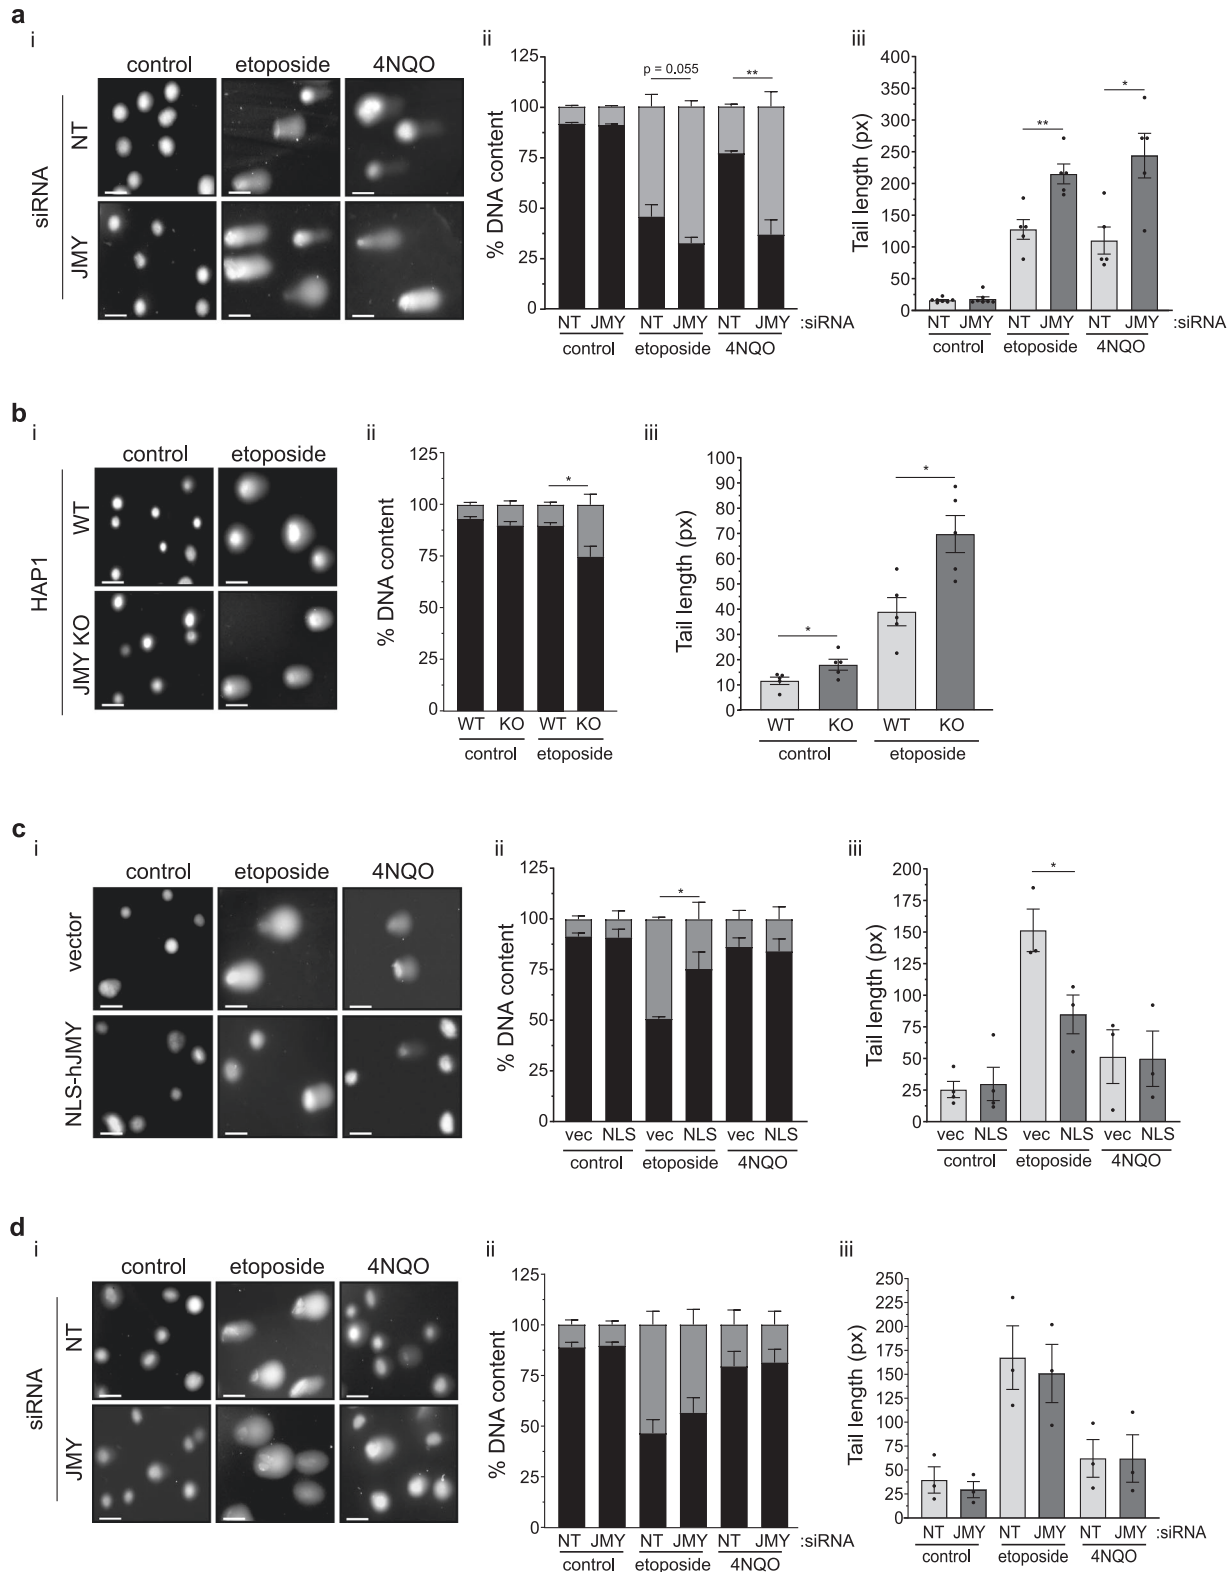 a
i
control etoposide 4NQO
siRNA
NT
JMY
ii
% DNA content
125
100
75
50
25
0
p = 0.055
**
NT JMY NT JMY NT JMY :siRNA
control etoposide 4NQO
iii
Tail length (px)
400
350
300
250
200
150
100
50
0
**
*
NT JMY NT JMY NT JMY :siRNA
control etoposide 4NQO
b
i
control etoposide
HAP1
WT
JMY KO
ii
% DNA content
125
100
75
50
25
0
*
WT KO WT KO
control etoposide
iii
Tail length (px)
100
90
80
70
60
50
40
30
20
10
0
*
*
WT KO WT KO
control etoposide
c
i
control etoposide 4NQO
vector
NLS-hJMY
ii
% DNA content
125
100
75
50
25
0
*
vec NLS vec NLS vec NLS
control etoposide 4NQO
iii
Tail length (px)
200
175
150
125
100
75
50
25
0
*
vec NLS vec NLS vec NLS
control etoposide 4NQO
d
i
control etoposide 4NQO
siRNA
NT
JMY
ii
% DNA content
125
100
75
50
25
0
NT JMY NT JMY NT JMY :siRNA
control etoposide 4NQO
iii
Tail length (px)
250
225
250
175
150
125
100
75
50
25
0
NT JMY NT JMY NT JMY :siRNA
control etoposide 4NQO